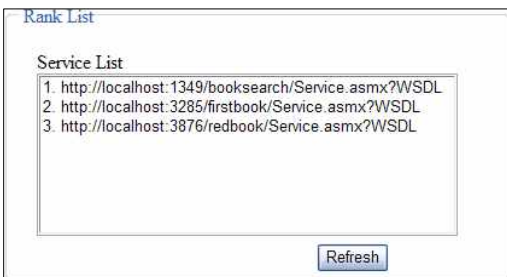 Rank List
Service List
1. http://localhost:1349/booksearch/Service.asmx?WSDL
2. http://localhost:3285/firstbook/Service.asmx?WSDL
3. http://localhost:3876/redbook/Service.asmx?WSDL
Refresh